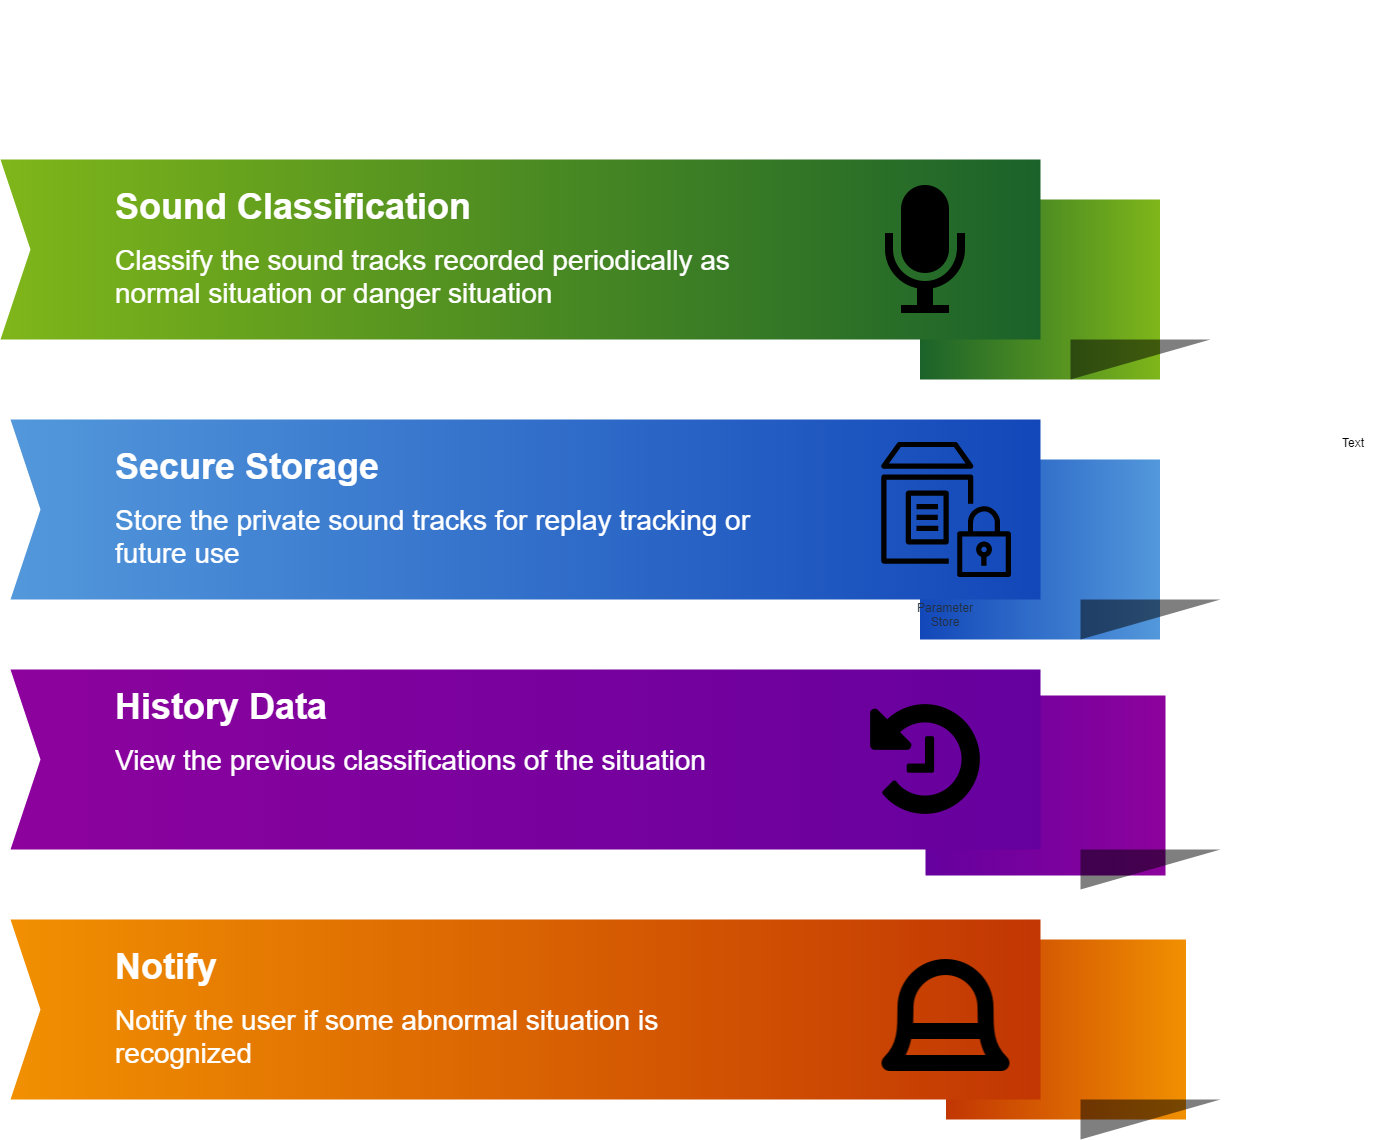 Sound Classification
Classify the sound tracks recorded periodically as
normal situation or danger situation
Secure Storage
Store the private sound tracks for replay tracking or
future use
Text
Parameter
Store
History Data
View the previous classifications of the situation
Notify
Notify the user if some abnormal situation is
recognized